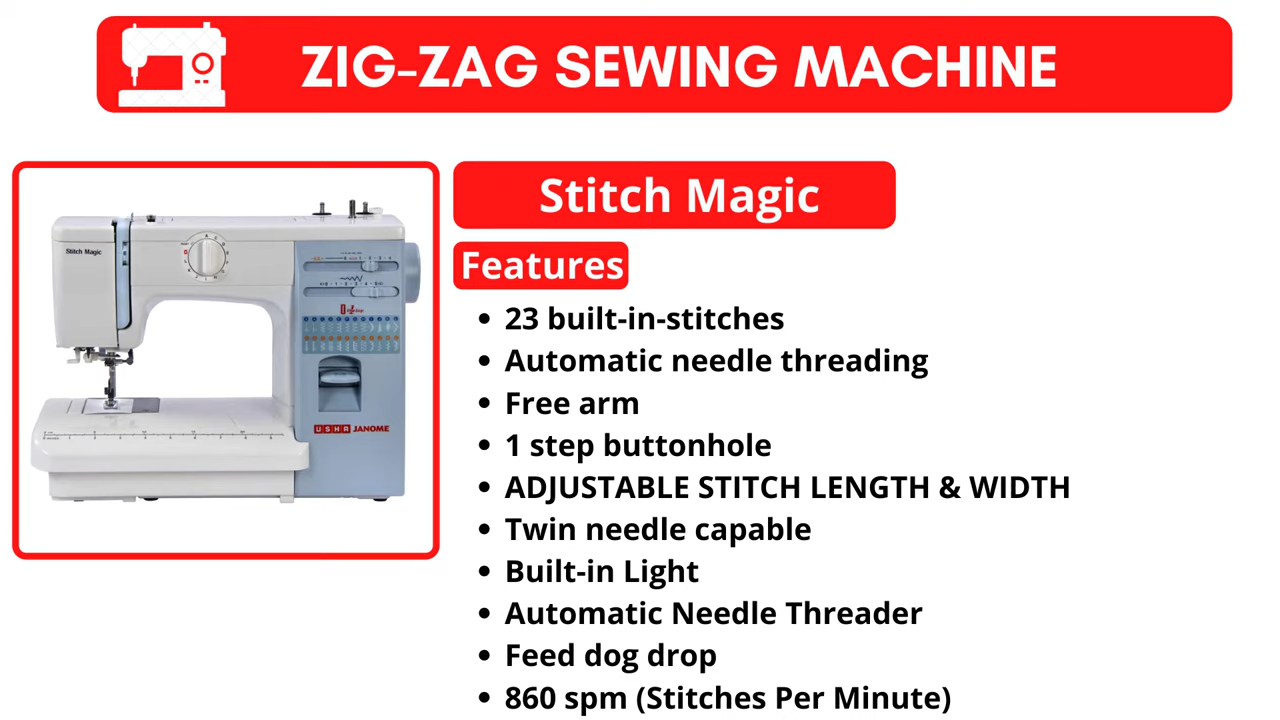 ZIG-ZAG SEWING MACHINE
Stitch Magic
Stitch Magic
USHA JANOME
Features
23 built-in-stitches
Automatic needle threading
Free arm
1 step buttonhole
ADJUSTABLE STITCH LENGTH & WIDTH
Twin needle capable
Built-in Light
Automatic Needle Threader
Feed dog drop
860 spm (Stitches Per Minute)